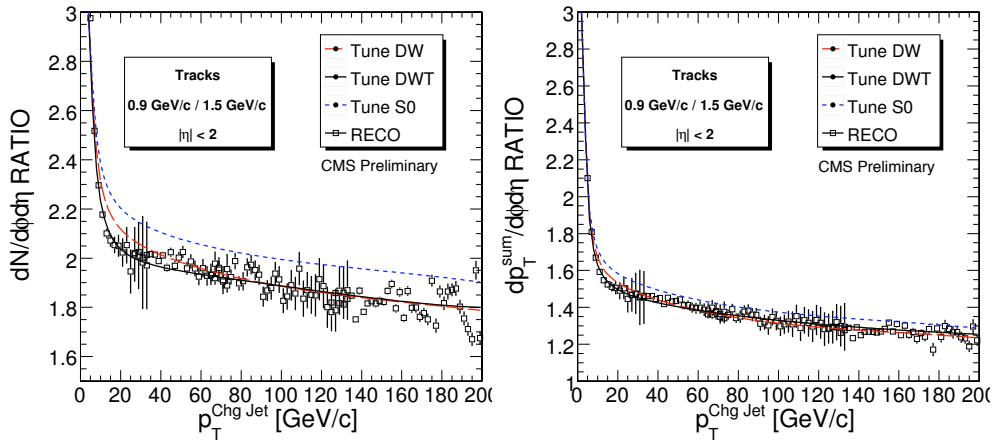 dN/dϕdη RATIO
3
2.8
2.6
2.4
2.2
2
1.8
1.6
Tracks
0.9 GeV/c / 1.5 GeV/c
|η| < 2
Tune DW
Tune DWT
Tune S0
RECO
CMS Preliminary
0 20 40 60 80 100 120 140 160 180 200
p_T^Chg Jet [GeV/c]
dp_T^sum/dϕdη RATIO
3
2.8
2.6
2.4
2.2
2
1.8
1.6
1.4
1.2
1
Tracks
0.9 GeV/c / 1.5 GeV/c
|η| < 2
Tune DW
Tune DWT
Tune S0
RECO
CMS Preliminary
0 20 40 60 80 100 120 140 160 180 200
p_T^Chg Jet [GeV/c]